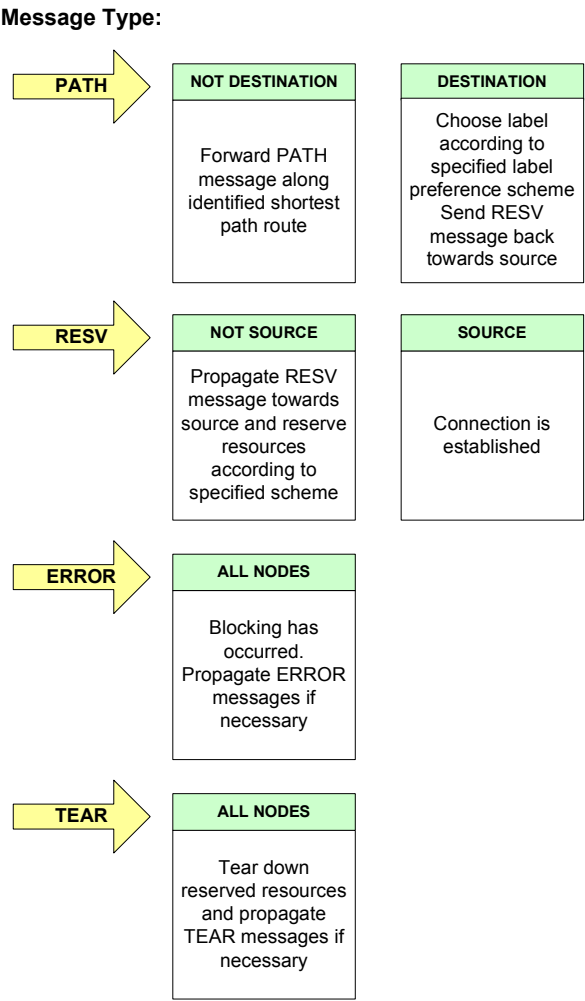 Message Type:
PATH
NOT DESTINATION
Forward PATH
message along
identified shortest
path route
DESTINATION
Choose label
according to
specified label
preference scheme
Send RESV
message back
towards source
RESV
NOT SOURCE
Propagate RESV
message towards
source and reserve
resources
according to
specified scheme
SOURCE
Connection is
established
ERROR
ALL NODES
Blocking has
occurred.
Propagate ERROR
messages if
necessary
TEAR
ALL NODES
Tear down
reserved resources
and propagate
TEAR messages if
necessary